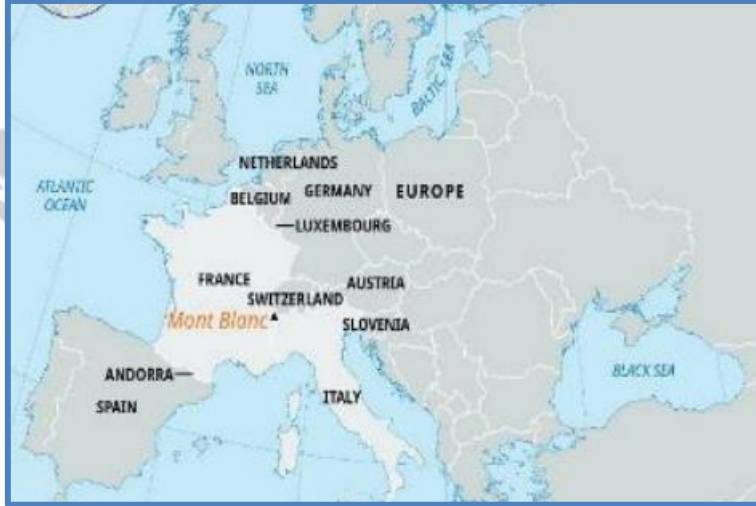 NORTH
SEA
BALTIC SEA
NETHERLANDS
BELGIUM
GERMANY
EUROPE
ATLANTIC
OCEAN
LUXEMBOURG
FRANCE
AUSTRIA
SWITZERLAND
Mont Blanc
SLOVENIA
BLACK SEA
ANDORRA
SPAIN
ITALY